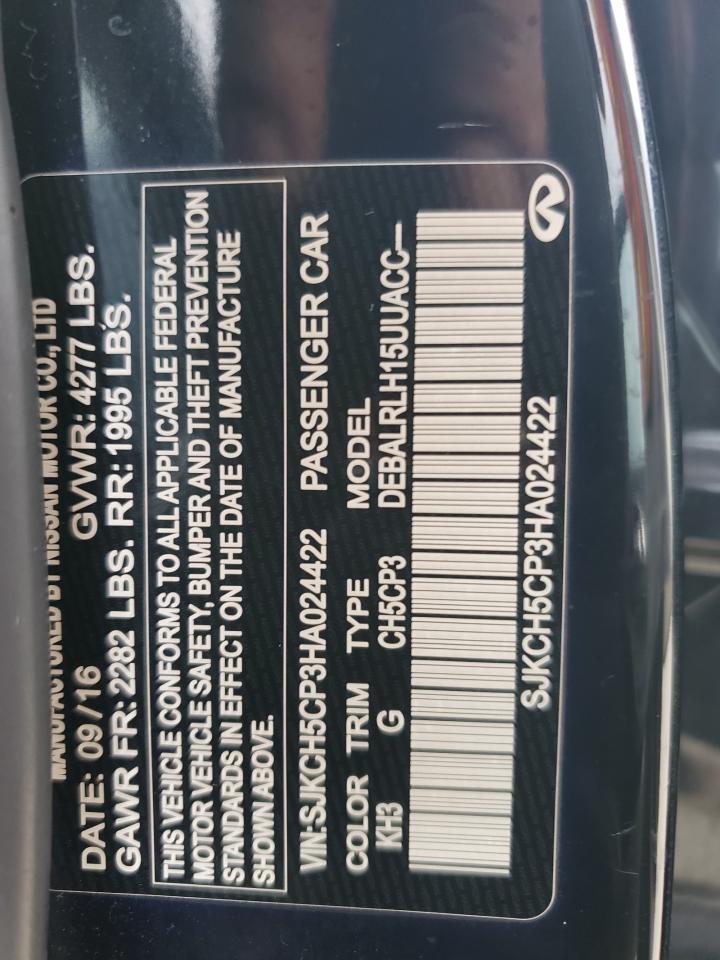 MANUFACTURED BY NISSAN MOTOR CO., LTD
DATE: 09 /16 GVWR: 4277 LBS.
GAWR FR: 2282 LBS. RR: 1995 LBS.
THIS VEHICLE CONFORMS TO ALL APPLICABLE FEDERAL
MOTOR VEHICLE SAFETY, BUMPER AND THEFT PREVENTION
STANDARDS IN EFFECT ON THE DATE OF MANUFACTURE
SHOWN ABOVE.
VIN:SJKCH5CP3HA024422 PASSENGER CAR
COLOR TRIM TYPE MODEL
KH3 G CH5CP3 DEBALRLH15UUACC—
SJKCH5CP3HA024422